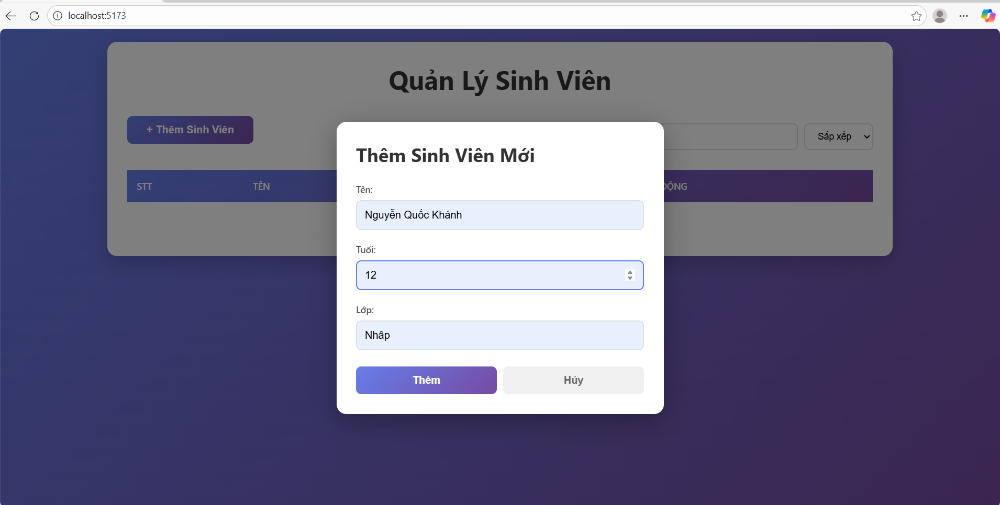 localhost:5173
Quản Lý Sinh Viên
+ Thêm Sinh Viên
Sắp xếp
STT TÊN ĐỘNG
Thêm Sinh Viên Mới
Tên:
Nguyễn Quốc Khánh
Tuổi:
12
Lớp:
Nhâp
Thêm Hủy